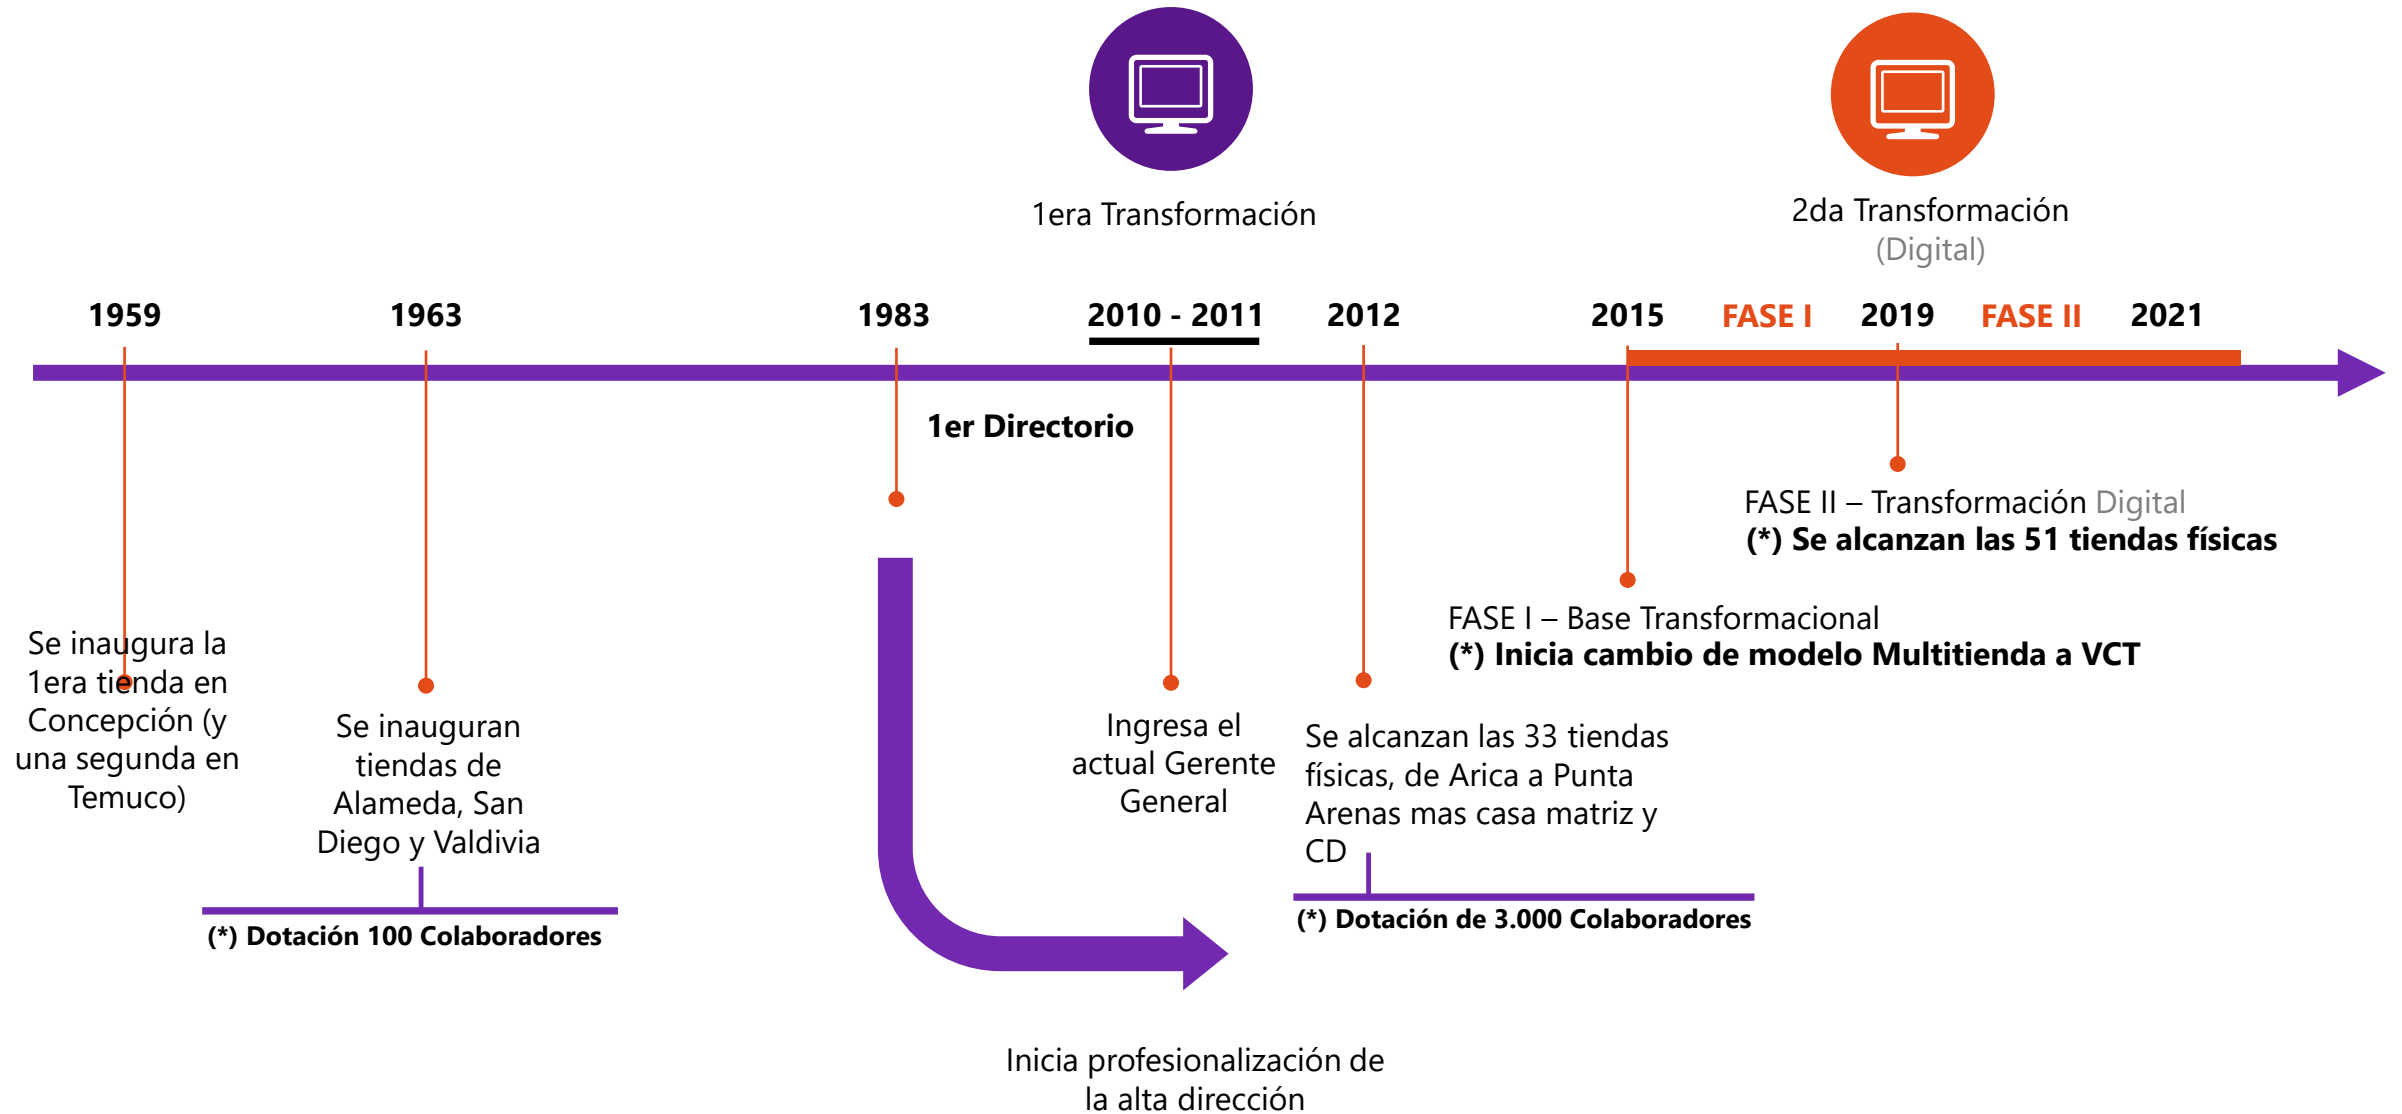 1era Transformación
2da Transformación
(Digital)
1959
1963
1983
2010 - 2011
2012
2015
FASE I
2019
FASE II
2021
1er Directorio
FASE II – Transformación Digital
(*) Se alcanzan las 51 tiendas físicas
FASE I – Base Transformacional
(*) Inicia cambio de modelo Multitienda a VCT
Se inaugura la
1era tienda en
Concepción (y
una segunda en
Temuco)
Se inauguran
tiendas de
Alameda, San
Diego y Valdivia
(*) Dotación 100 Colaboradores
Ingresa el
actual Gerente
General
Se alcanzan las 33 tiendas
físicas, de Arica a Punta
Arenas mas casa matriz y
CD
(*) Dotación de 3.000 Colaboradores
Inicia profesionalización de
la alta dirección